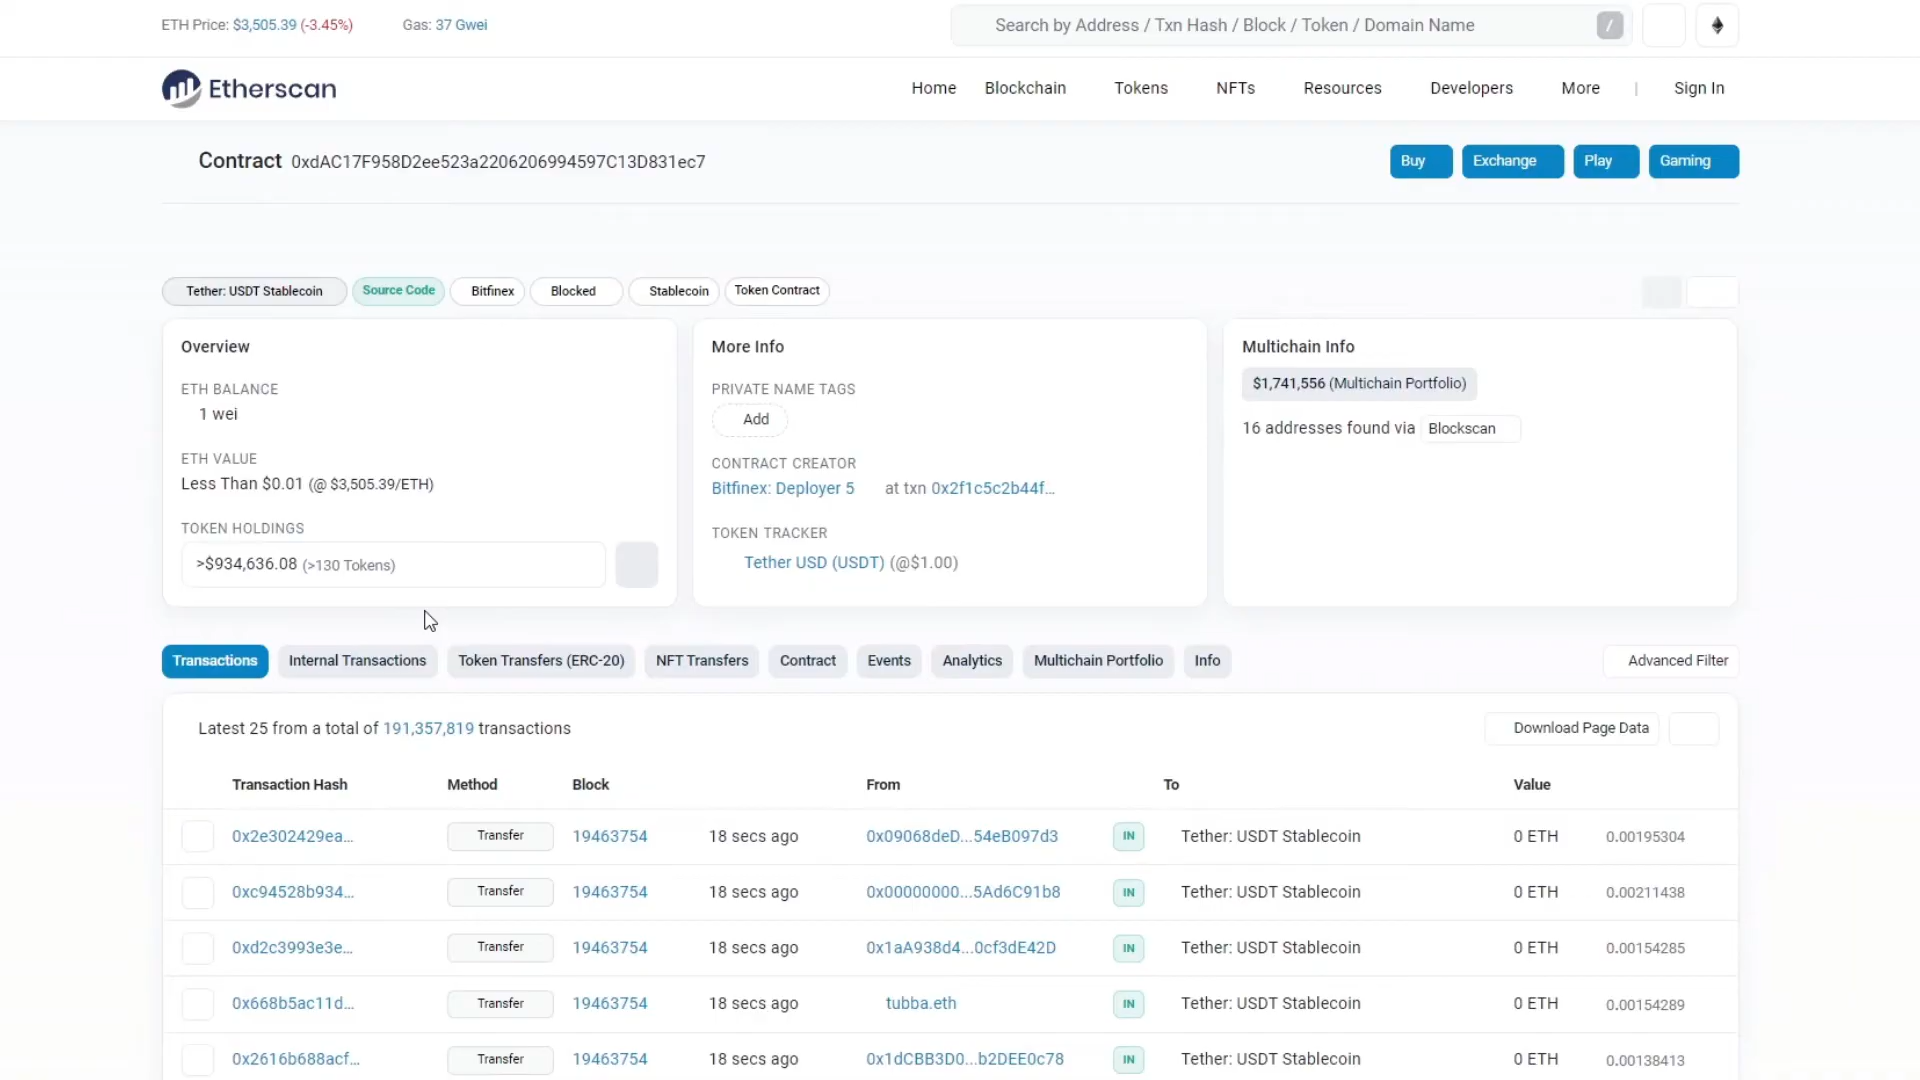 ETH Price: $3,505.39 (-3.45%) Gas: 37 Gwei Search by Address / Txn Hash / Block / Token / Domain Name /
Etherscan Home Blockchain Tokens NFTs Resources Developers More | Sign In
Contract 0xdAC17F958D2ee523a2206206994597C13D831ec7 Buy Exchange Play Gaming
Tether: USDT Stablecoin Source Code Bitfinex Blocked Stablecoin Token Contract
Overview
ETH BALANCE
1 wei
ETH VALUE
Less Than $0.01 (@ $3,505.39/ETH)
TOKEN HOLDINGS
>$934,636.08 (>130 Tokens)
More Info
PRIVATE NAME TAGS
Add
CONTRACT CREATOR
Bitfinex: Deployer 5 at txn 0x2f1c5c2b44f...
TOKEN TRACKER
Tether USD (USDT) (@$1.00)
Multichain Info
$1,741,556 (Multichain Portfolio)
16 addresses found via Blockscan
Transactions Internal Transactions Token Transfers (ERC-20) NFT Transfers Contract Events Analytics Multichain Portfolio Info Advanced Filter
Latest 25 from a total of 191,357,819 transactions Download Page Data
Transaction Hash Method Block From To Value
0x2e302429ea... Transfer 19463754 18 secs ago 0x09068deD...54eB097d3 IN Tether: USDT Stablecoin 0 ETH 0.00195304
0xc94528b934... Transfer 19463754 18 secs ago 0x00000000...5Ad6C91b8 IN Tether: USDT Stablecoin 0 ETH 0.00211438
0xd2c3993e3e... Transfer 19463754 18 secs ago 0x1aA938d4...0cf3dE42D IN Tether: USDT Stablecoin 0 ETH 0.00154285
0x668b5ac11d... Transfer 19463754 18 secs ago tubba.eth IN Tether: USDT Stablecoin 0 ETH 0.00154289
0x2616b688acf... Transfer 19463754 18 secs ago 0x1dCBB3D0...b2DEE0c78 IN Tether: USDT Stablecoin 0 ETH 0.00138413